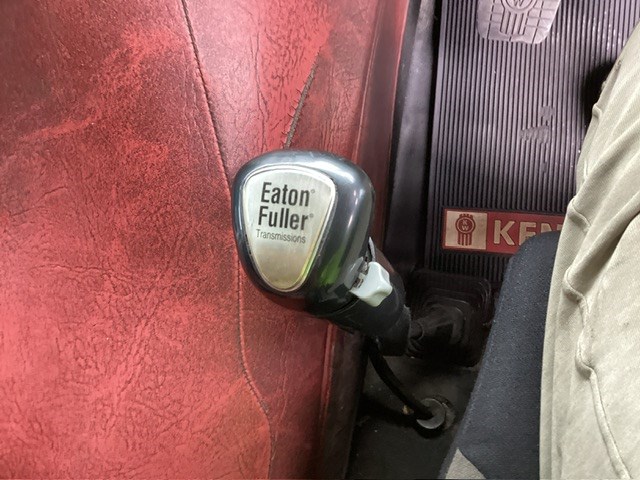 Eaton®
Fuller®
Transmissions
KEN